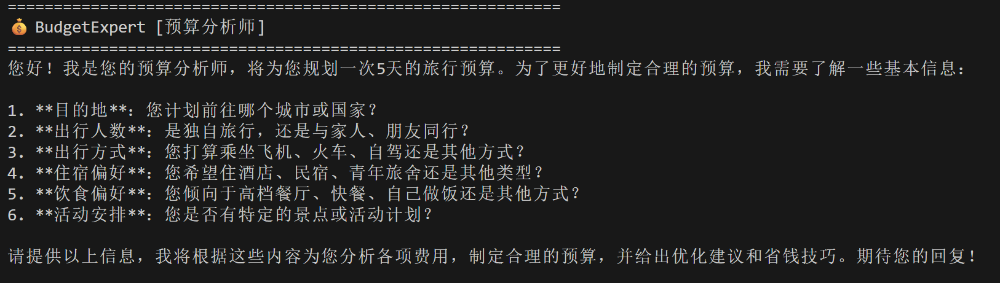 ============================================================
💰 BudgetExpert [预算分析师]
============================================================
您好！我是您的预算分析师，将为您规划一次5天的旅行预算。为了更好地制定合理的预算，我需要了解一些基本信息：
1. **目的地**：您计划前往哪个城市或国家？
2. **出行人数**：是独自旅行，还是与家人、朋友同行？
3. **出行方式**：您打算乘坐飞机、火车、自驾还是其他方式？
4. **住宿偏好**：您希望住酒店、民宿、青年旅舍还是其他类型？
5. **饮食偏好**：您倾向于高档餐厅、快餐、自己做饭还是其他方式？
6. **活动安排**：您是否有特定的景点或活动计划？
请提供以上信息，我将根据这些内容为您分析各项费用，制定合理的预算，并给出优化建议和省钱技巧。期待您的回复！